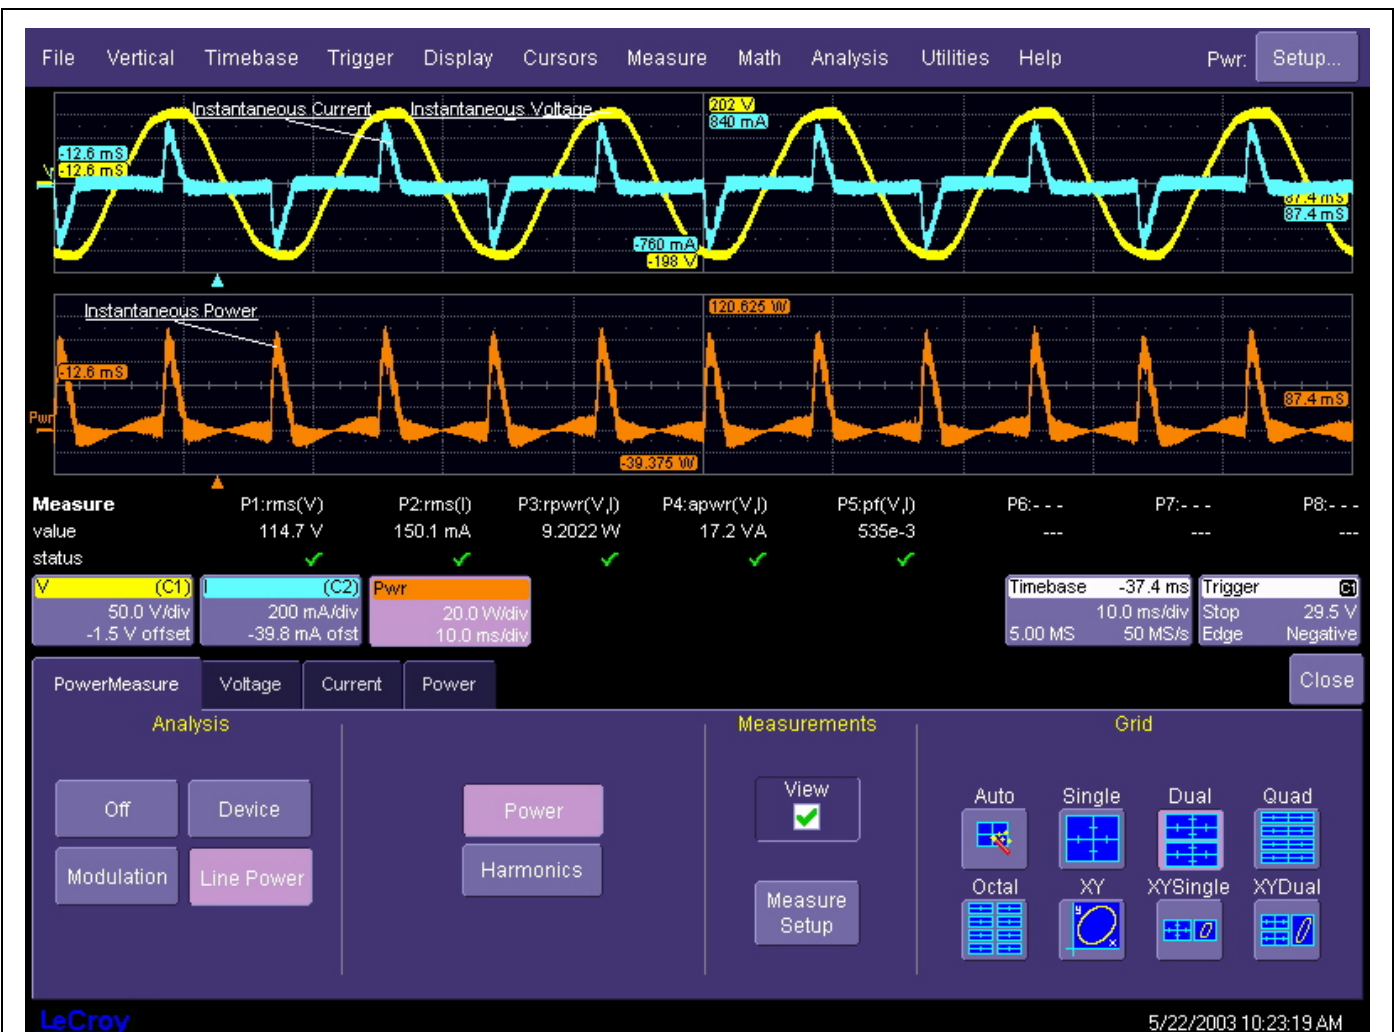 File Vertical Timebase Trigger Display Cursors Measure Math Analysis Utilities Help Pwr: Setup...
Instantaneous Current Instantaneous Voltage 202 V
840 mA
-12.6 mS
-12.6 mS
V
87.4 mS
87.4 mS
-760 mA
-198 V
Instantaneous Power 120.625 W
-12.6 mS
87.4 mS
Pwr
-39.375 W
Measure P1:rms(V) P2:rms(I) P3:rpwr(V,I) P4:apwr(V,I) P5:pf(V,I) P6:- - - P7:- - - P8:- - -
value 114.7 V 150.1 mA 9.2022 W 17.2 VA 535e-3 --- --- ---
status
V (C1) I (C2) Pwr Timebase -37.4 ms Trigger C1
50.0 V/div 200 mA/div 20.0 W/div 10.0 ms/div Stop 29.5 V
-1.5 V offset -39.8 mA ofst 10.0 ms/div 5.00 MS 50 MS/s Edge Negative
PowerMeasure Voltage Current Power Close
Analysis Measurements Grid
Off Device Power View Auto Single Dual Quad
Modulation Line Power Harmonics Measure Setup Octal XY XYSingle XYDual
LeCroy 5/22/2003 10:23:19 AM